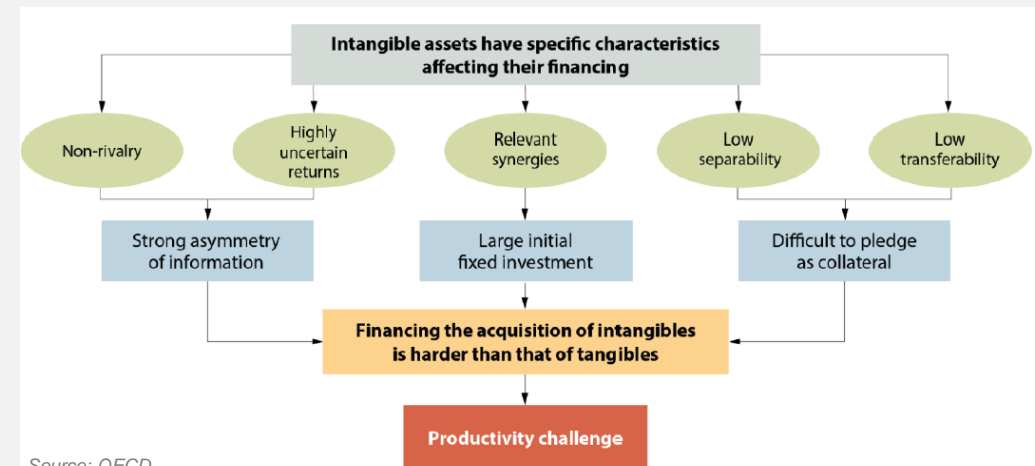 Intangible assets have specific characteristics
affecting their financing
Non-rivalry
Highly
uncertain
returns
Relevant
synergies
Low
separability
Low
transferability
Strong asymmetry
of information
Large initial
fixed investment
Difficult to pledge
as collateral
Financing the acquisition of intangibles
is harder than that of tangibles
Productivity challenge
Source: OECD